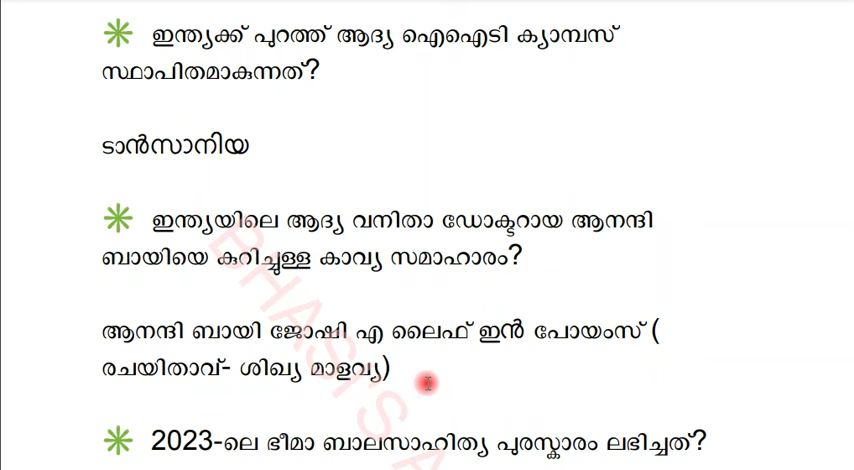 ✳ ഇന്ത്യക്ക് പുറത്ത് ആദ്യ ഐഐടി ക്യാമ്പസ്
സ്ഥാപിതമാകുന്നത്?
ടാൻസാനിയ
✳ ഇന്ത്യയിലെ ആദ്യ വനിതാ ഡോക്ടറായ ആനന്ദി
ബായിയെ കുറിച്ചുള്ള കാവ്യ സമാഹാരം?
ആനന്ദി ബായി ജോഷി എ ലൈഫ് ഇൻ പോയംസ് (
രചയിതാവ്- ശിഖ്യ മാളവ്യ)
✳ 2023-ലെ ഭീമാ ബാലസാഹിത്യ പുരസ്കാരം ലഭിച്ചത്?
BHASI'S